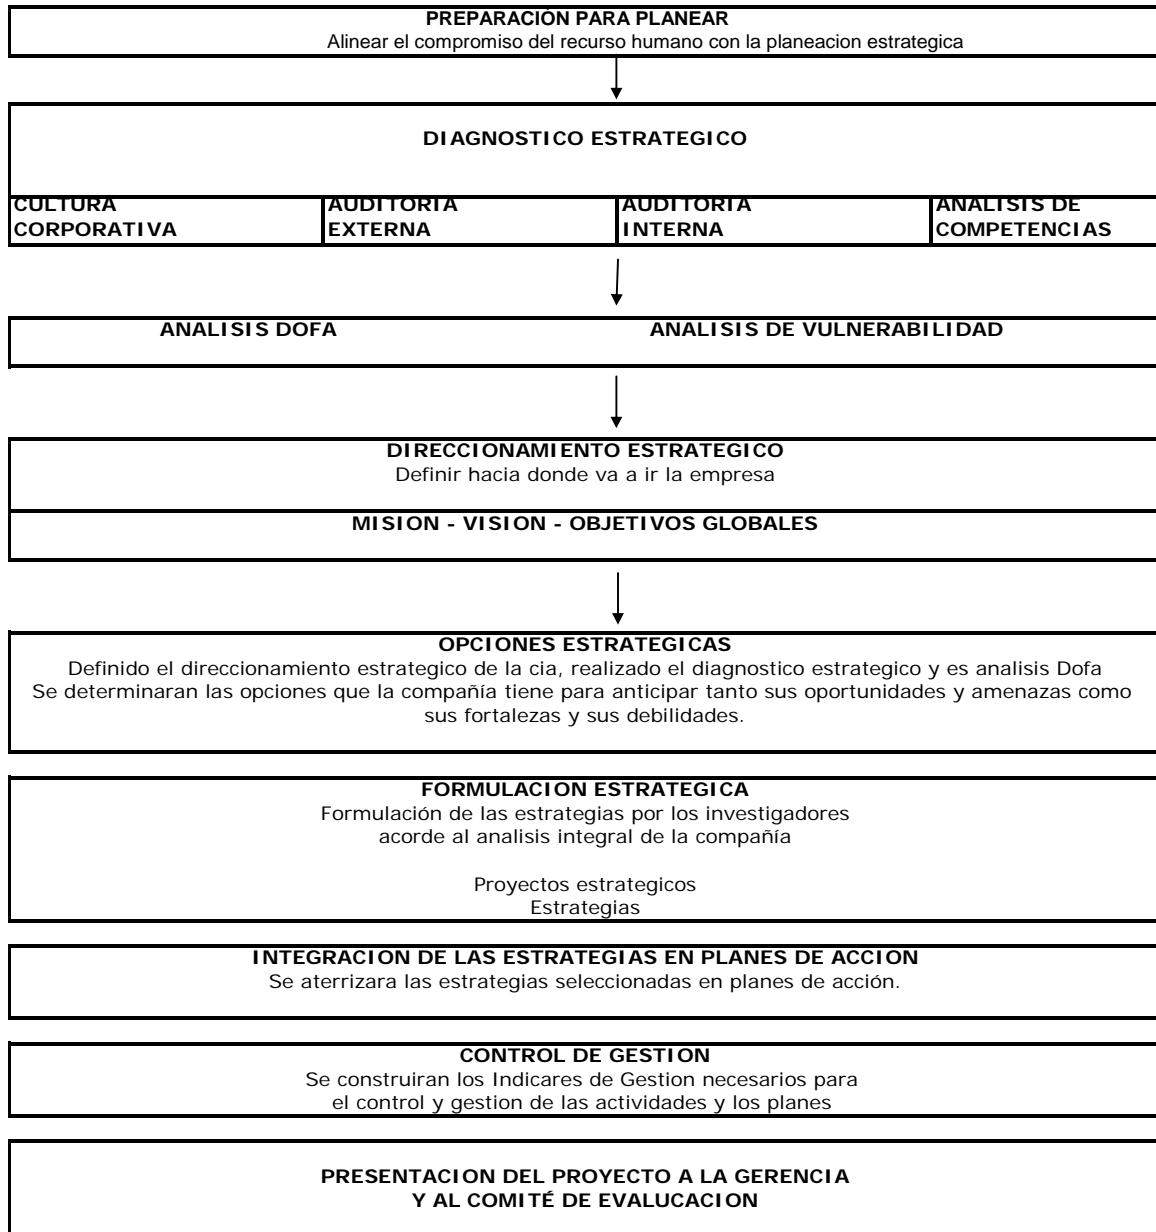 PREPARACIÓN PARA PLANEAR
Alinear el compromiso del recurso humano con la planeacion estrategica
DIAGNOSTICO ESTRATEGICO
CULTURA CORPORATIVA
AUDITORIA EXTERNA
AUDITORIA INTERNA
ANALISIS DE COMPETENCIAS
ANALISIS DOFA
ANALISIS DE VULNERABILIDAD
DIRECCIONAMIENTO ESTRATEGICO
Definir hacia donde va a ir la empresa
MISION - VISION - OBJETIVOS GLOBALES
OPCIONES ESTRATEGICAS
Definido el direccionamiento estrategico de la cia, realizado el diagnostico estrategico y es analisis Dofa
Se determinaran las opciones que la compañía tiene para anticipar tanto sus oportunidades y amenazas como
sus fortalezas y sus debilidades.
FORMULACION ESTRATEGICA
Formulación de las estrategias por los investigadores
acorde al analisis integral de la compañía
Proyectos estrategicos
Estrategias
INTEGRACION DE LAS ESTRATEGIAS EN PLANES DE ACCION
Se aterrizara las estrategias seleccionadas en planes de acción.
CONTROL DE GESTION
Se construiran los Indicares de Gestion necesarios para
el control y gestion de las actividades y los planes
PRESENTACION DEL PROYECTO A LA GERENCIA
Y AL COMITÉ DE EVALUCACION